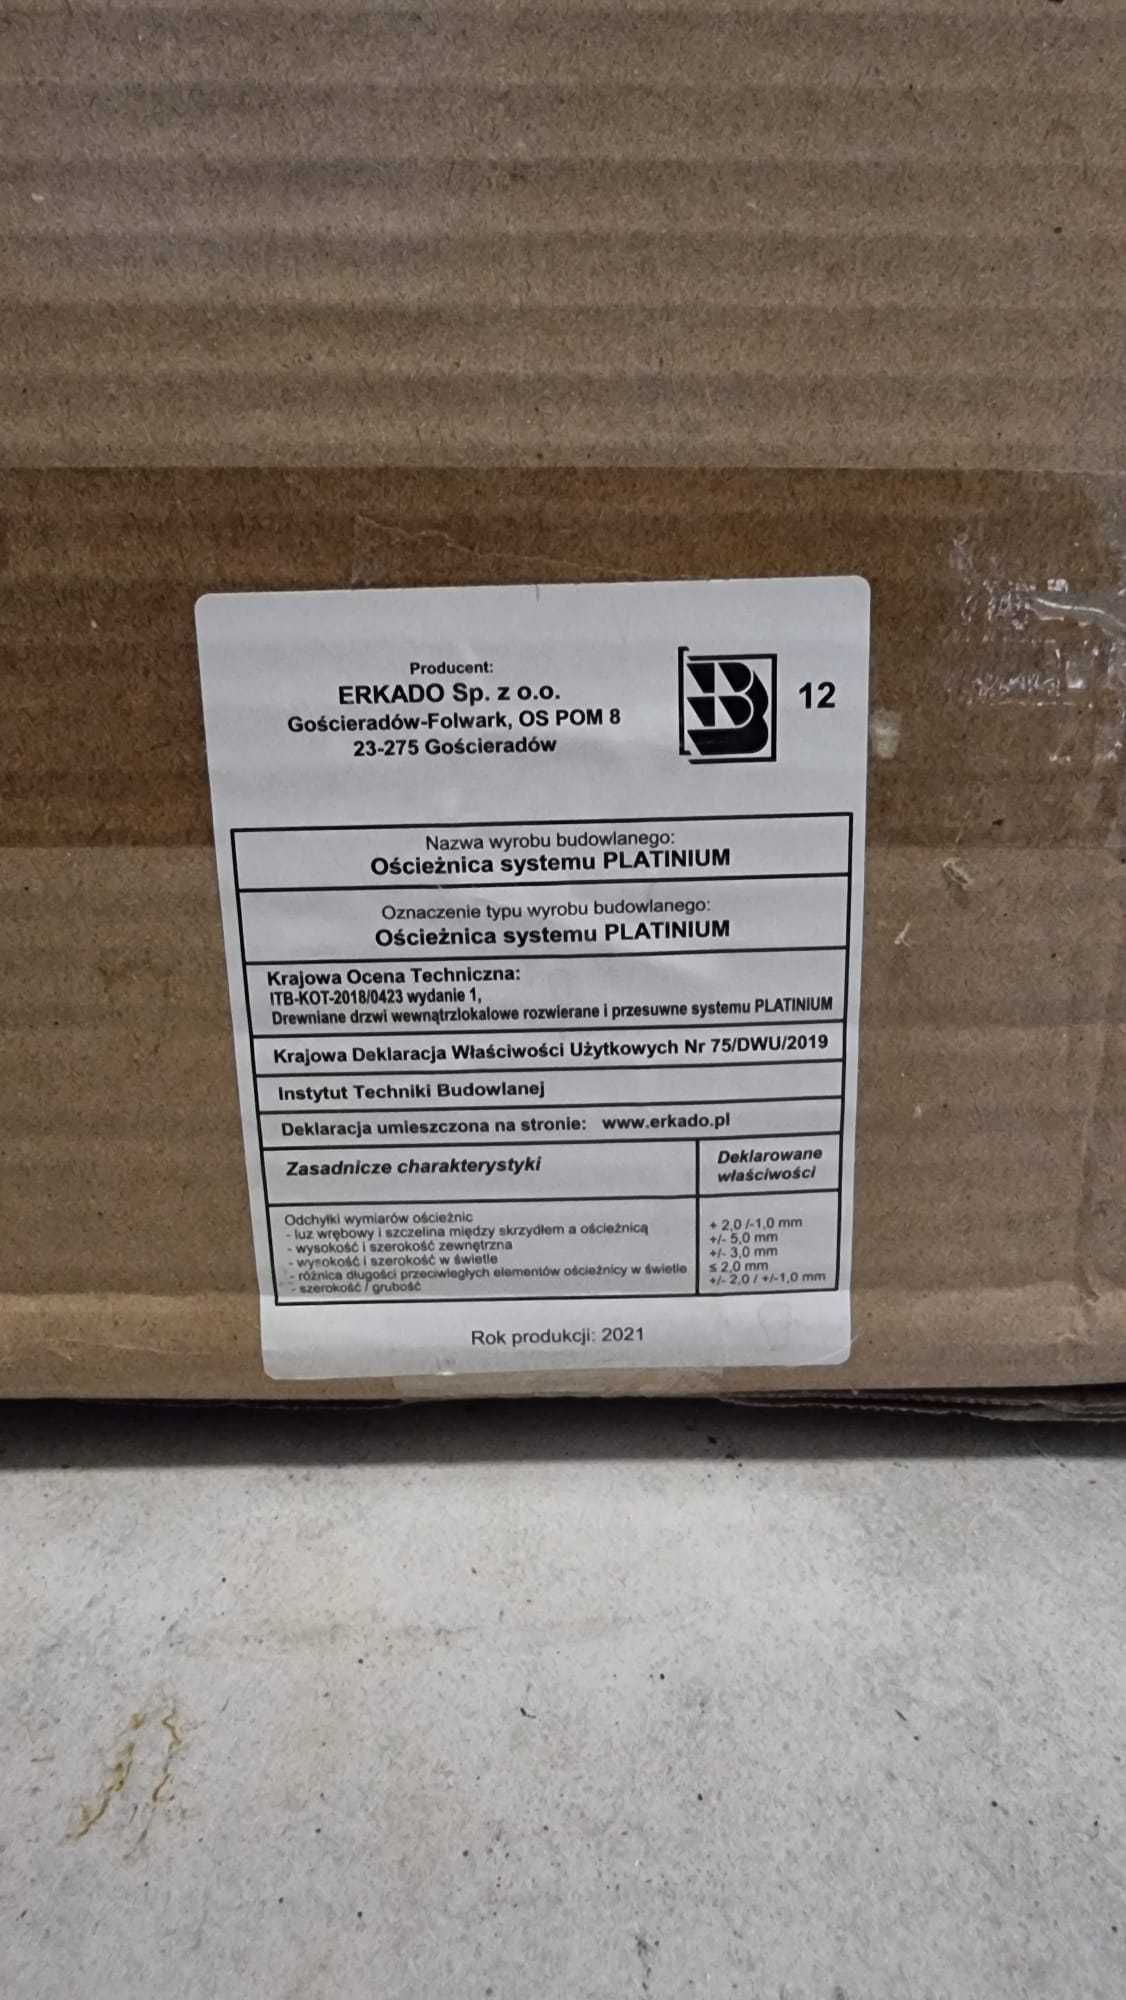 Producent:
ERKADO Sp. z o.o.
Gościeradów-Folwark, OS POM 8
23-275 Gościeradów
B
12
Nazwa wyrobu budowlanego:
Ościeżnica systemu PLATINIUM
Oznaczenie typu wyrobu budowlanego:
Ościeżnica systemu PLATINIUM
Krajowa Ocena Techniczna:
ITB-KOT-2018/0423 wydanie 1,
Drewniane drzwi wewnątrzlokalowe rozwierane i przesuwne systemu PLATINIUM
Krajowa Deklaracja Właściwości Użytkowych Nr 75/DWU/2019
Instytut Techniki Budowlanej
Deklaracja umieszczona na stronie: www.erkado.pl
Zasadnicze charakterystyki
Deklarowane
właściwości
Odchyłki wymiarów ościeżnic
- luz wrębowy i szczelina między skrzydłem a ościeżnicą
- wysokość i szerokość zewnętrzna
- wysokość i szerokość w świetle
- różnica długości przeciwległych elementów ościeżnicy w świetle
- szerokość / grubość
+ 2,0 /-1,0 mm
+/- 5,0 mm
+/- 3,0 mm
≤ 2,0 mm
+/- 2,0 / +/-1,0 mm
Rok produkcji: 2021